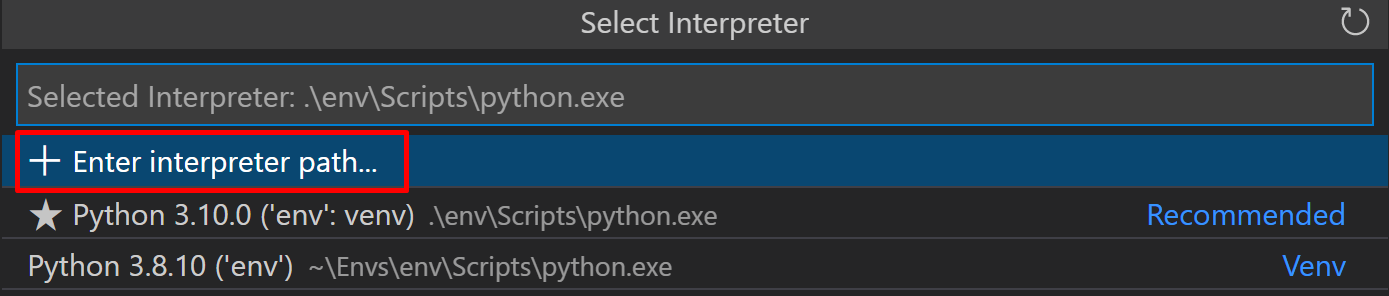 Select Interpreter
Selected Interpreter: .\env\Scripts\python.exe
+ Enter interpreter path...
★ Python 3.10.0 ('env': venv) .\env\Scripts\python.exe Recommended
Python 3.8.10 ('env') ~\Envs\env\Scripts\python.exe Venv